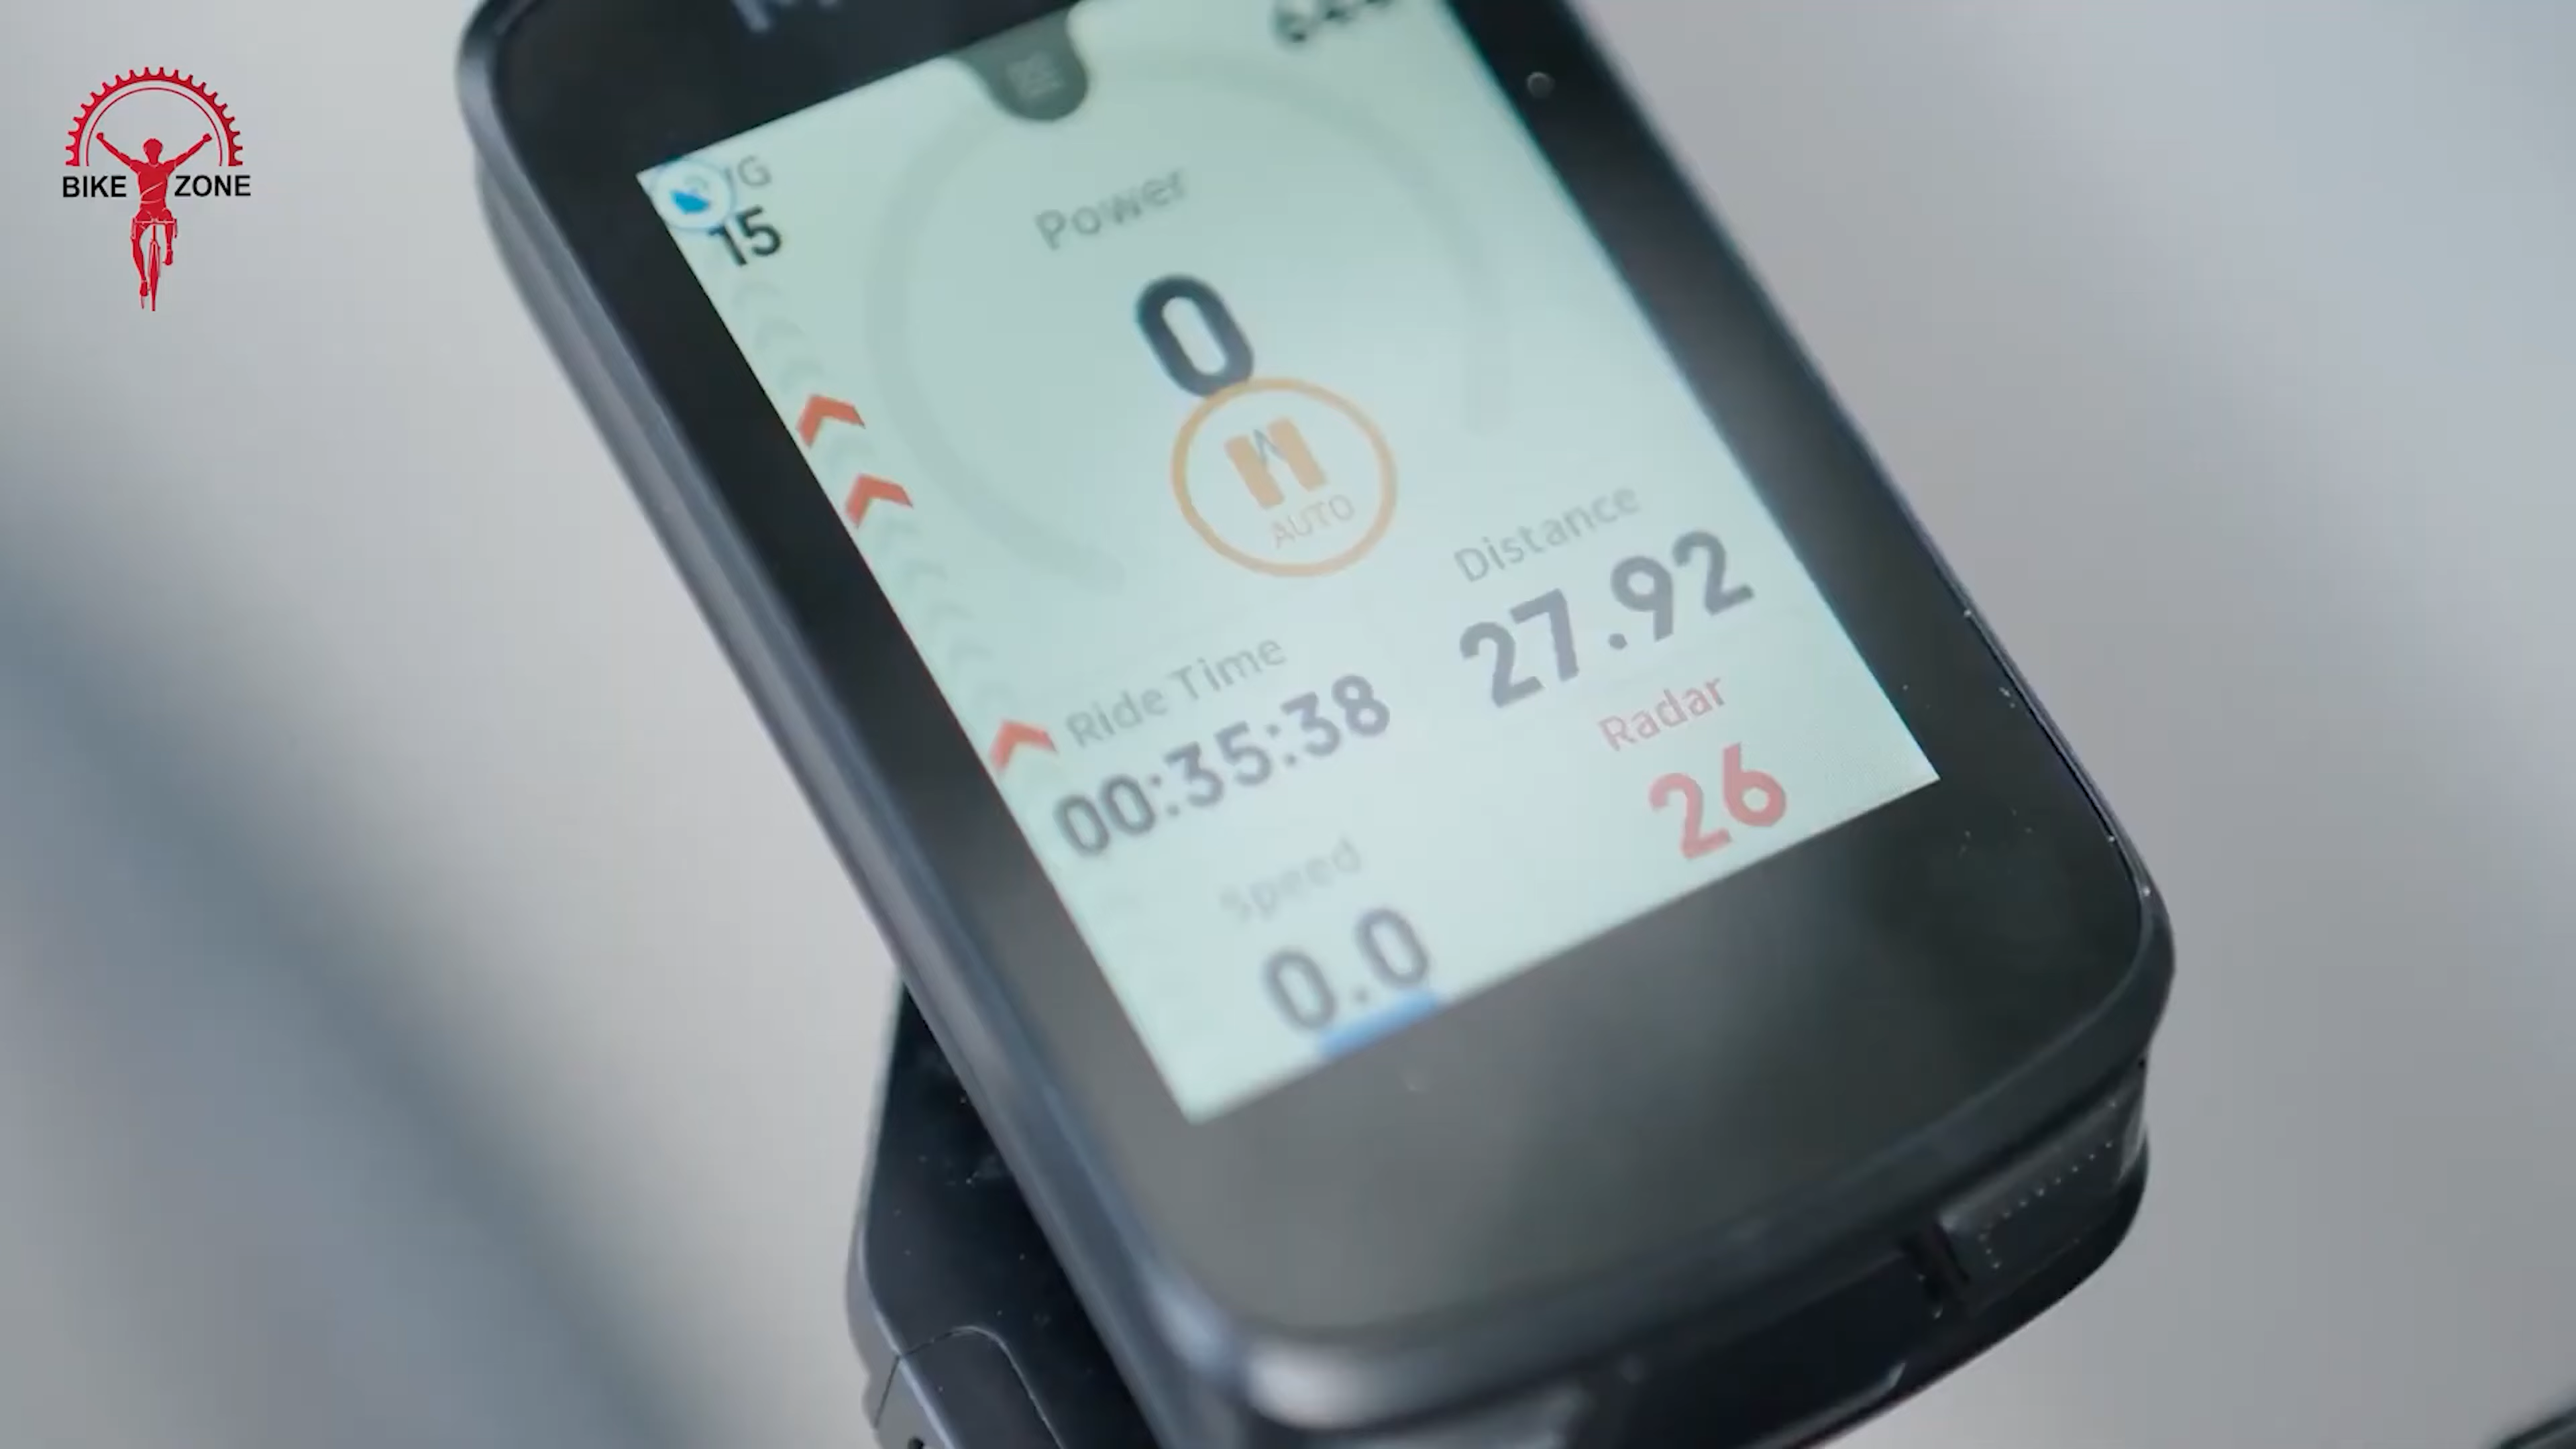 BIKE ZONE
15
Power
0
AUTO
Distance
27.92
Ride Time
00:35:38
Radar
26
Speed
0.0